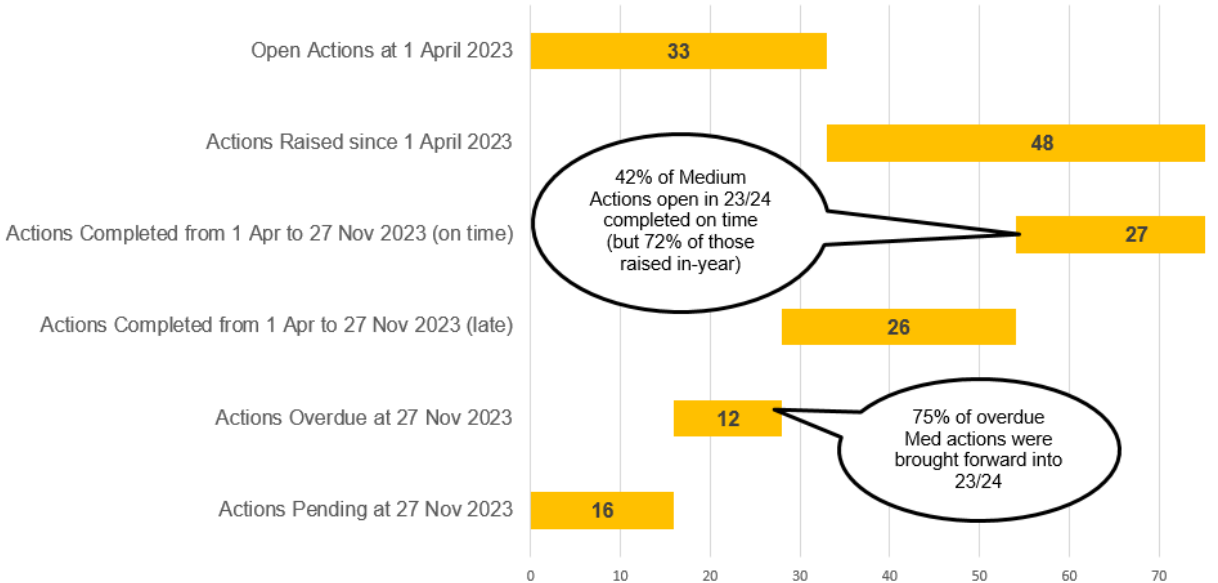 Open Actions at 1 April 2023
33
Actions Raised since 1 April 2023
48
42% of Medium
Actions open in 23/24
completed on time
(but 72% of those
raised in-year)
Actions Completed from 1 Apr to 27 Nov 2023 (on time)
27
Actions Completed from 1 Apr to 27 Nov 2023 (late)
26
Actions Overdue at 27 Nov 2023
12
75% of overdue
Med actions were
brought forward into
23/24
Actions Pending at 27 Nov 2023
16
0 10 20 30 40 50 60 70